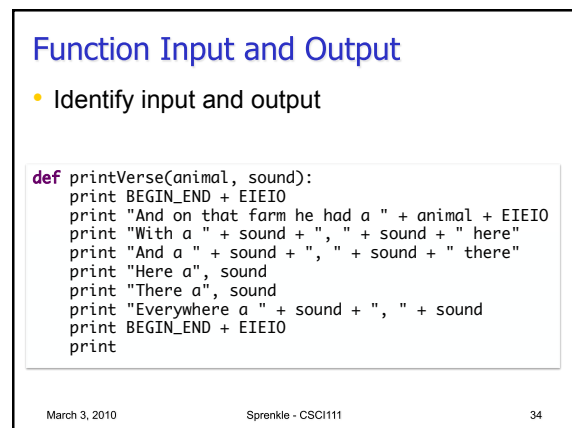 Function Input and Output
• Identify input and output
def printVerse(animal, sound):
    print BEGIN_END + EIEIO
    print "And on that farm he had a " + animal + EIEIO
    print "With a " + sound + ", " + sound + " here"
    print "And a " + sound + ", " + sound + " there"
    print "Here a", sound
    print "There a", sound
    print "Everywhere a " + sound + ", " + sound
    print BEGIN_END + EIEIO
    print
March 3, 2010 Sprenkle - CSCI111 34